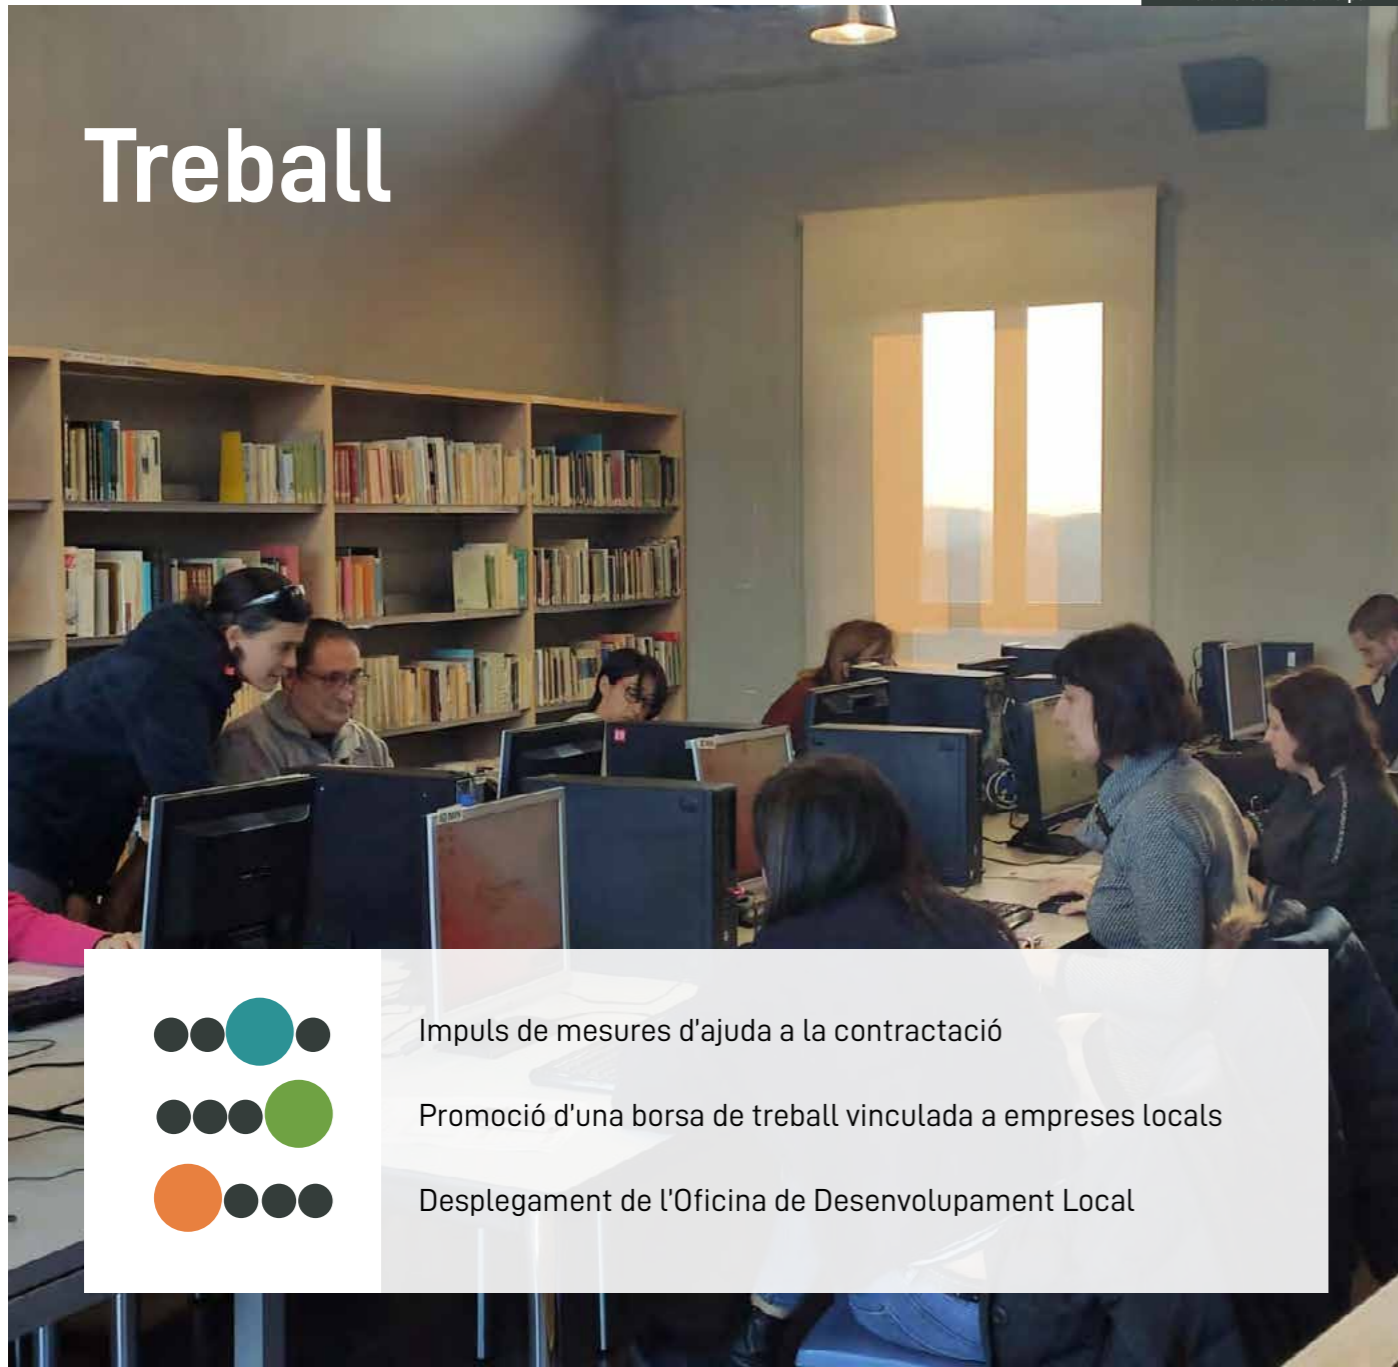 Treball
Impuls de mesures d'ajuda a la contractació
Promoció d'una borsa de treball vinculada a empreses locals
Desplegament de l'Oficina de Desenvolupament Local